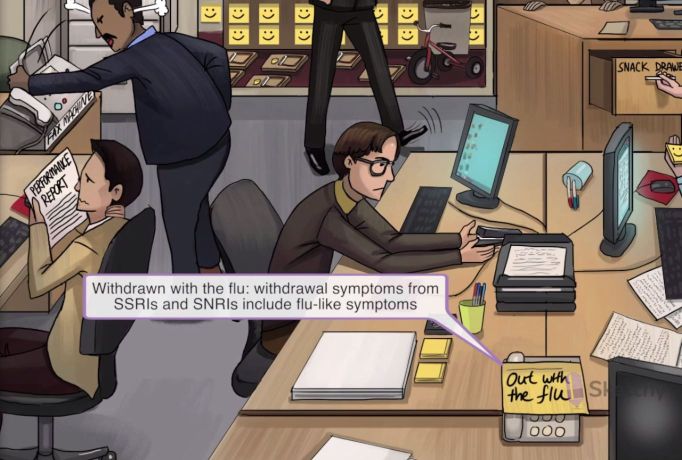 SNACK DRAWER
FAX MACHINE
PERFORMANCE
REPORT
Withdrawn with the flu: withdrawal symptoms from
SSRIs and SNRIs include flu-like symptoms
Out with
the flu
Sketchy